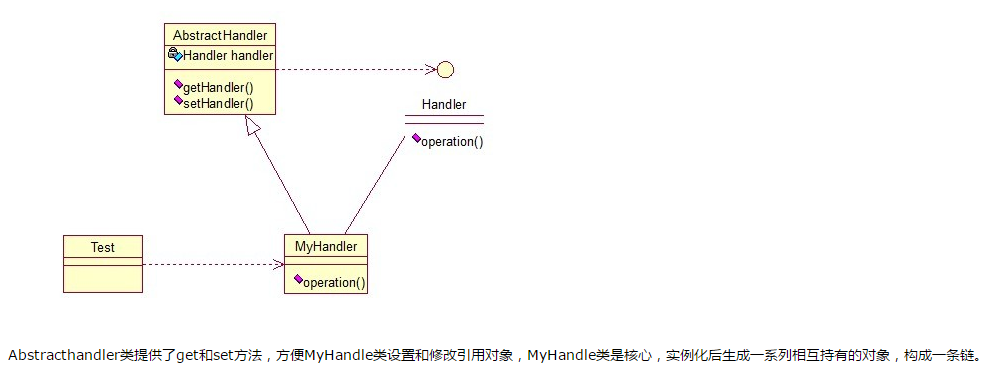 AbstractHandler
Handler handler
getHandler()
setHandler()
Handler
operation()
Test
MyHandler
operation()
Abstracthandler类提供了get和set方法，方便MyHandle类设置和修改引用对象，MyHandle类是核心，实例化后生成一系列相互持有的对象，构成一条链。